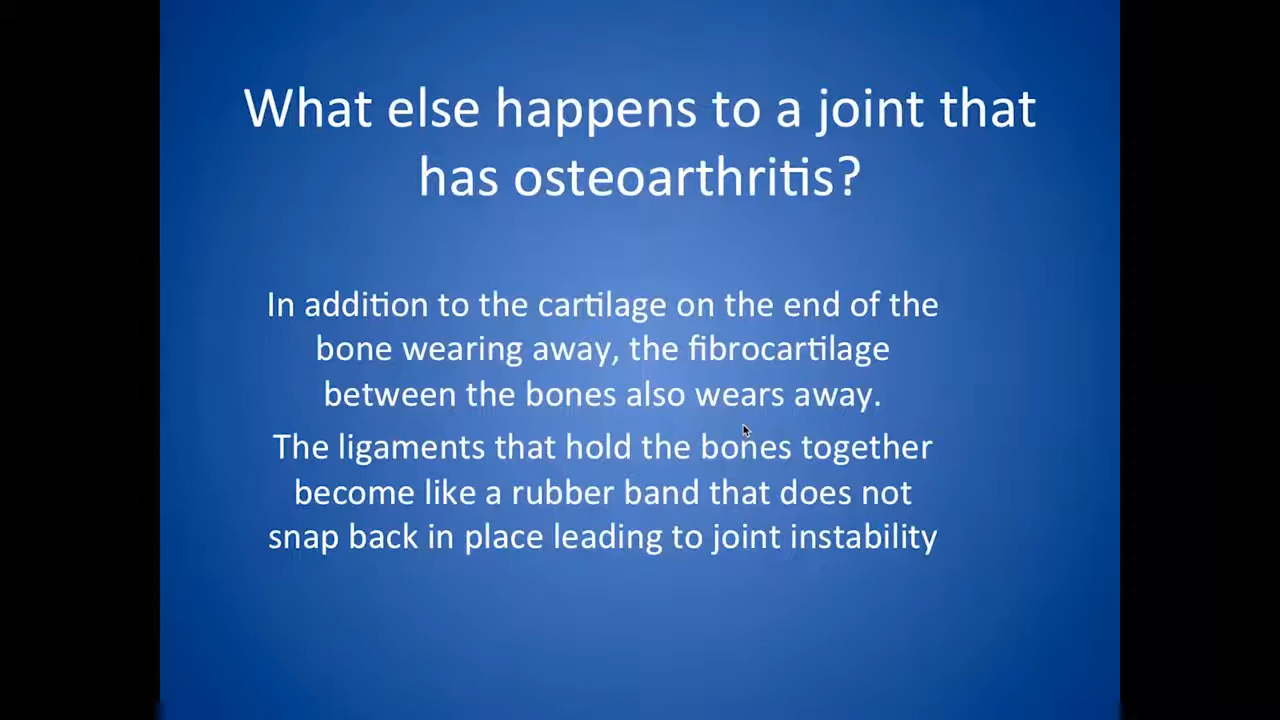 What else happens to a joint that
has osteoarthritis?
In addition to the cartilage on the end of the
bone wearing away, the fibrocartilage
between the bones also wears away.
The ligaments that hold the bones together
become like a rubber band that does not
snap back in place leading to joint instability